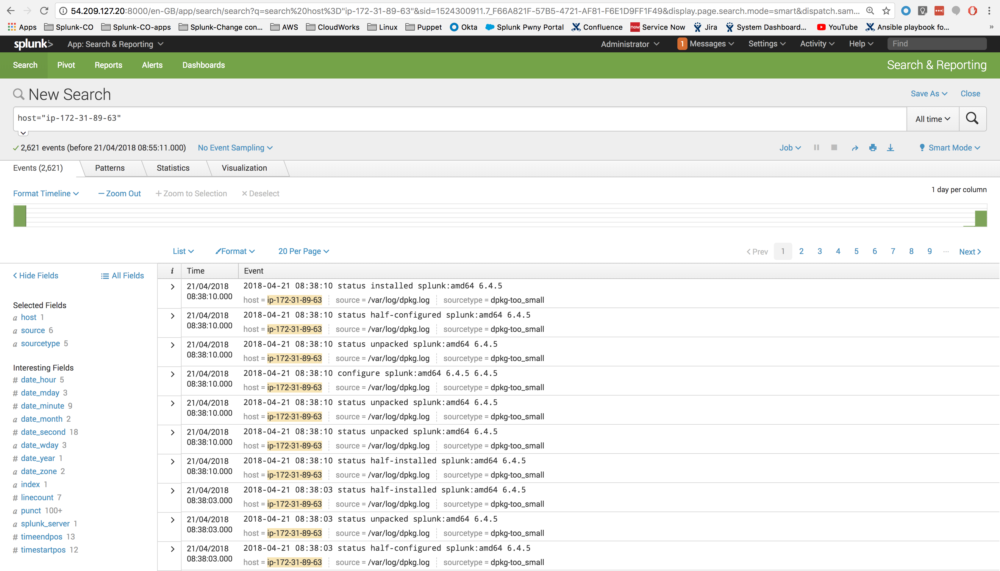 54.209.127.20:8000/en-GB/app/search/search?q=search%20host%3D"ip-172-31-89-63"&sid=1524300911.7_F66A821F-57B5-4721-AF81-F6E1D9FF1F49&display.page.search.mode=smart&dispatch.sam...
Apps Splunk-CO Splunk-CO-apps Splunk-Change con... AWS CloudWorks Linux Puppet Okta Splunk Pwny Portal Confluence now Service Now Jira System Dashboard... YouTube Ansible playbook fo... »
splunk> App: Search & Reporting Administrator 1 Messages Settings Activity Help Find
Search Pivot Reports Alerts Dashboards Search & Reporting
New Search Save As Close
host="ip-172-31-89-63" All time
2,621 events (before 21/04/2018 08:55:11.000) No Event Sampling Job Smart Mode
Events (2,621) Patterns Statistics Visualization
Format Timeline — Zoom Out + Zoom to Selection × Deselect 1 day per column
List Format 20 Per Page < Prev 1 2 3 4 5 6 7 8 9 ... Next >
< Hide Fields All Fields
i Time Event
Selected Fields
a host 1
a source 6
a sourcetype 5
Interesting Fields
# date_hour 5
# date_mday 3
# date_minute 9
a date_month 2
# date_second 18
a date_wday 3
# date_year 1
a date_zone 2
a index 1
# linecount 7
a punct 100+
a splunk_server 1
# timeendpos 13
# timestartpos 12
> 21/04/2018 2018-04-21 08:38:10 status installed splunk:amd64 6.4.5
08:38:10.000 host = ip-172-31-89-63 source = /var/log/dpkg.log sourcetype = dpkg-too_small
> 21/04/2018 2018-04-21 08:38:10 status half-configured splunk:amd64 6.4.5
08:38:10.000 host = ip-172-31-89-63 source = /var/log/dpkg.log sourcetype = dpkg-too_small
> 21/04/2018 2018-04-21 08:38:10 status unpacked splunk:amd64 6.4.5
08:38:10.000 host = ip-172-31-89-63 source = /var/log/dpkg.log sourcetype = dpkg-too_small
> 21/04/2018 2018-04-21 08:38:10 configure splunk:amd64 6.4.5 6.4.5
08:38:10.000 host = ip-172-31-89-63 source = /var/log/dpkg.log sourcetype = dpkg-too_small
> 21/04/2018 2018-04-21 08:38:10 status unpacked splunk:amd64 6.4.5
08:38:10.000 host = ip-172-31-89-63 source = /var/log/dpkg.log sourcetype = dpkg-too_small
> 21/04/2018 2018-04-21 08:38:10 status unpacked splunk:amd64 6.4.5
08:38:10.000 host = ip-172-31-89-63 source = /var/log/dpkg.log sourcetype = dpkg-too_small
> 21/04/2018 2018-04-21 08:38:10 status half-installed splunk:amd64 6.4.5
08:38:10.000 host = ip-172-31-89-63 source = /var/log/dpkg.log sourcetype = dpkg-too_small
> 21/04/2018 2018-04-21 08:38:03 status half-installed splunk:amd64 6.4.5
08:38:03.000 host = ip-172-31-89-63 source = /var/log/dpkg.log sourcetype = dpkg-too_small
> 21/04/2018 2018-04-21 08:38:03 status unpacked splunk:amd64 6.4.5
08:38:03.000 host = ip-172-31-89-63 source = /var/log/dpkg.log sourcetype = dpkg-too_small
> 21/04/2018 2018-04-21 08:38:03 status half-configured splunk:amd64 6.4.5
08:38:03.000 host = ip-172-31-89-63 source = /var/log/dpkg.log sourcetype = dpkg-too_small